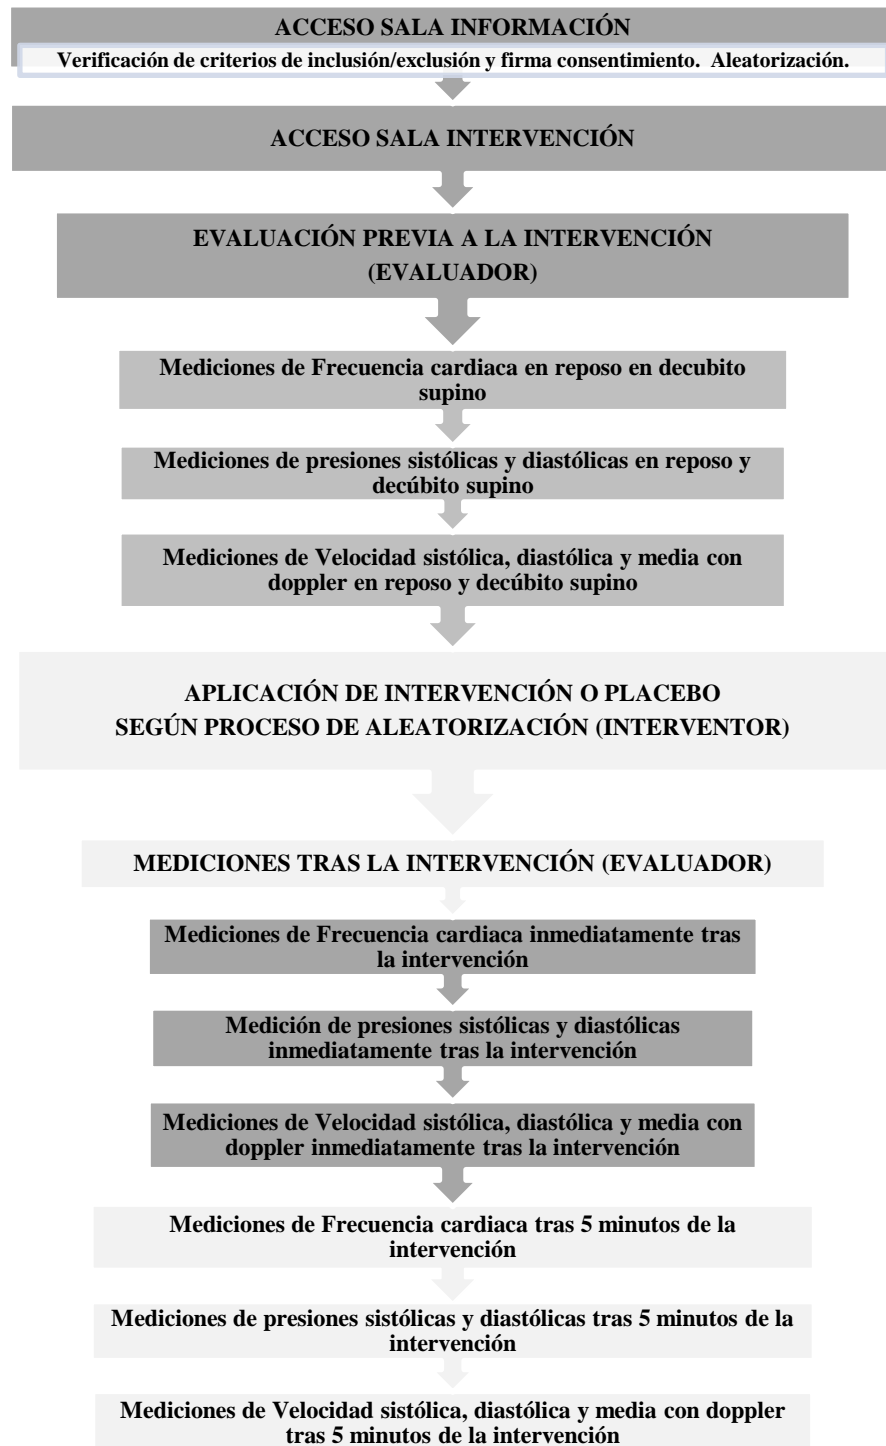 ACCESO SALA INFORMACIÓN
Verificación de criterios de inclusión/exclusión y firma consentimiento. Aleatorización.
ACCESO SALA INTERVENCIÓN
EVALUACIÓN PREVIA A LA INTERVENCIÓN
(EVALUADOR)
Mediciones de Frecuencia cardiaca en reposo en decubito
supino
Mediciones de presiones sistólicas y diastólicas en reposo y
decúbito supino
Mediciones de Velocidad sistólica, diastólica y media con
doppler en reposo y decúbito supino
APLICACIÓN DE INTERVENCIÓN O PLACEBO
SEGÚN PROCESO DE ALEATORIZACIÓN (INTERVENTOR)
MEDICIONES TRAS LA INTERVENCIÓN (EVALUADOR)
Mediciones de Frecuencia cardiaca inmediatamente tras
la intervención
Medición de presiones sistólicas y diastólicas
inmediatamente tras la intervención
Mediciones de Velocidad sistólica, diastólica y media con
doppler inmediatamente tras la intervención
Mediciones de Frecuencia cardiaca tras 5 minutos de la
intervención
Mediciones de presiones sistólicas y diastólicas tras 5 minutos de la
intervención
Mediciones de Velocidad sistólica, diastólica y media con doppler
tras 5 minutos de la intervención